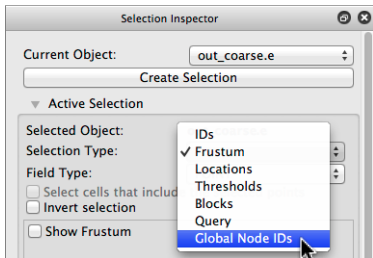 Selection Inspector
Current Object: out_coarse.e
Create Selection
Active Selection
Selected Object:
IDs
Selection Type: ✓ Frustum
Locations
Field Type:
Thresholds
Select cells that includ
Blocks
Invert selection
Query
Show Frustum
Global Node IDs